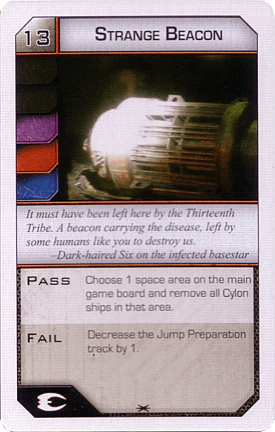 13 STRANGE BEACON
It must have been left here by the Thirteenth
Tribe. A beacon carrying the disease, left by
some humans like you to destroy us.
–Dark-haired Six on the infected basestar
PASS Choose 1 space area on the main
game board and remove all Cylon
ships in that area.
FAIL Decrease the Jump Preparation
track by 1.